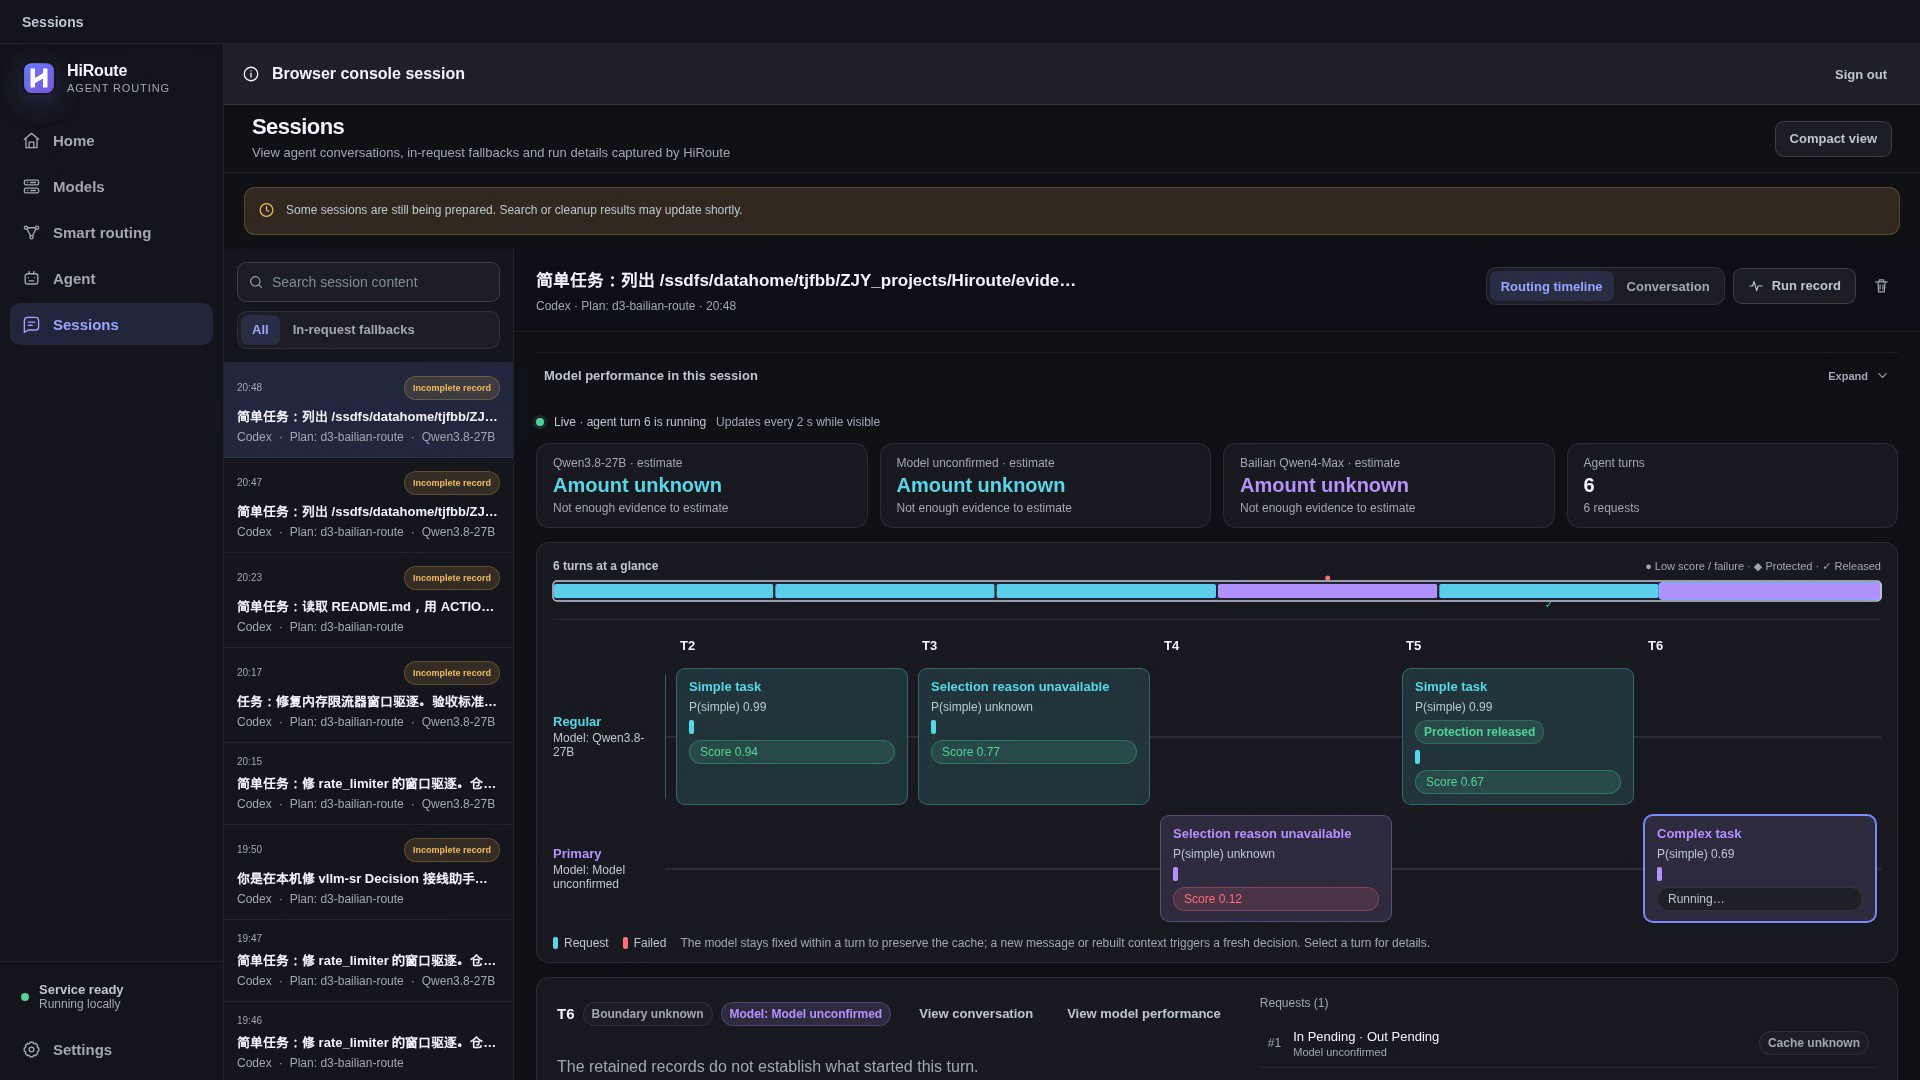 Sessions
HiRoute
AGENT ROUTING
Home
Models
Smart routing
Agent
Sessions
Service ready
Running locally
Settings
Browser console session
Sign out
Sessions
View agent conversations, in-request fallbacks and run details captured by HiRoute
Compact view
Some sessions are still being prepared. Search or cleanup results may update shortly.
Search session content
All
In-request fallbacks
20:48
Incomplete record
简单任务：列出 /ssdfs/datahome/tjfbb/ZJ…
Codex · Plan: d3-bailian-route · Qwen3.8-27B
20:47
Incomplete record
简单任务：列出 /ssdfs/datahome/tjfbb/ZJ…
Codex · Plan: d3-bailian-route · Qwen3.8-27B
20:23
Incomplete record
简单任务：读取 README.md，用 ACTIO…
Codex · Plan: d3-bailian-route
20:17
Incomplete record
任务：修复内存限流器窗口驱逐。验收标准…
Codex · Plan: d3-bailian-route · Qwen3.8-27B
20:15
简单任务：修 rate_limiter 的窗口驱逐。仓…
Codex · Plan: d3-bailian-route · Qwen3.8-27B
19:50
Incomplete record
你是在本机修 vllm-sr Decision 接线助手…
Codex · Plan: d3-bailian-route
19:47
简单任务：修 rate_limiter 的窗口驱逐。仓…
Codex · Plan: d3-bailian-route · Qwen3.8-27B
19:46
简单任务：修 rate_limiter 的窗口驱逐。仓…
Codex · Plan: d3-bailian-route
简单任务：列出 /ssdfs/datahome/tjfbb/ZJY_projects/Hiroute/evide…
Codex · Plan: d3-bailian-route · 20:48
Routing timeline
Conversation
Run record
Model performance in this session
Expand
Live · agent turn 6 is running Updates every 2 s while visible
Qwen3.8-27B · estimate
Amount unknown
Not enough evidence to estimate
Model unconfirmed · estimate
Amount unknown
Not enough evidence to estimate
Bailian Qwen4-Max · estimate
Amount unknown
Not enough evidence to estimate
Agent turns
6
6 requests
6 turns at a glance
● Low score / failure · ◆ Protected · ✓ Released
✓
T2 T3 T4 T5 T6
Regular
Model: Qwen3.8-
27B
Simple task
P(simple) 0.99
Score 0.94
Selection reason unavailable
P(simple) unknown
Score 0.77
Simple task
P(simple) 0.99
Protection released
Score 0.67
Primary
Model: Model
unconfirmed
Selection reason unavailable
P(simple) unknown
Score 0.12
Complex task
P(simple) 0.69
Running…
Request Failed The model stays fixed within a turn to preserve the cache; a new message or rebuilt context triggers a fresh decision. Select a turn for details.
T6 Boundary unknown Model: Model unconfirmed View conversation View model performance
The retained records do not establish what started this turn.
Requests (1)
#1 In Pending · Out Pending
Model unconfirmed
Cache unknown